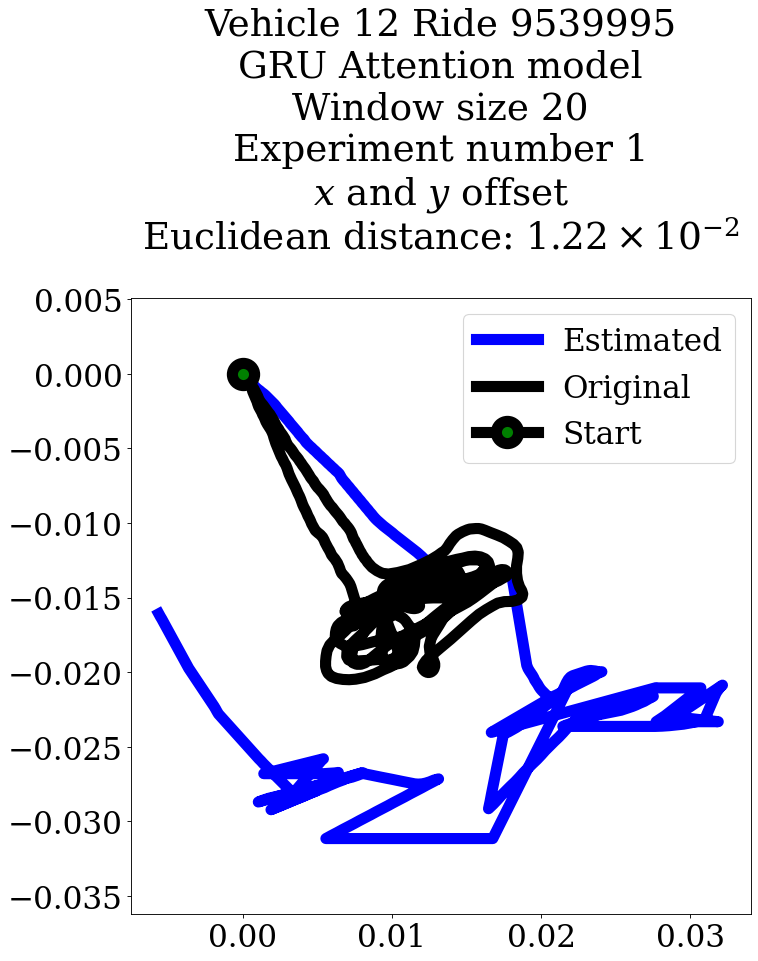 Vehicle 12 Ride 9539995
GRU Attention model
Window size 20
Experiment number 1
x and y offset
Euclidean distance: 1.22 × 10⁻²
Estimated
Original
Start
0.005
0.000
−0.005
−0.010
−0.015
−0.020
−0.025
−0.030
−0.035
0.00 0.01 0.02 0.03